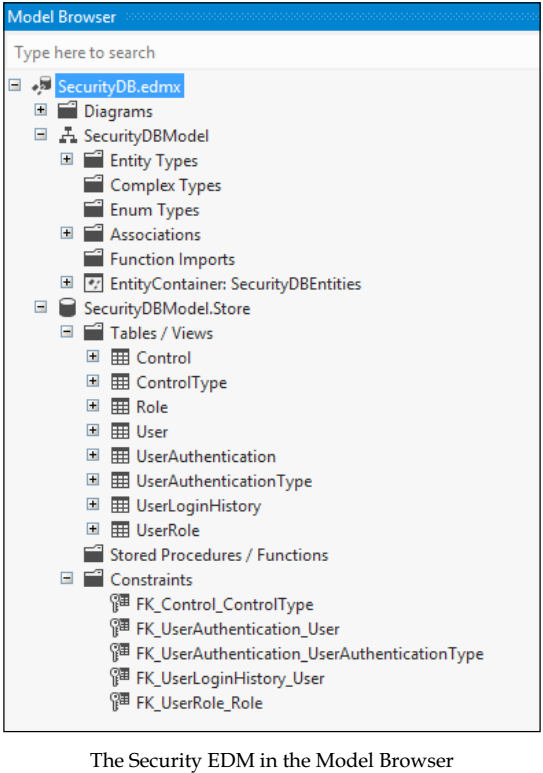 Model Browser
Type here to search
SecurityDB.edmx
Diagrams
SecurityDBModel
Entity Types
Complex Types
Enum Types
Associations
Function Imports
EntityContainer: SecurityDBEntities
SecurityDBModel.Store
Tables / Views
Control
ControlType
Role
User
UserAuthentication
UserAuthenticationType
UserLoginHistory
UserRole
Stored Procedures / Functions
Constraints
FK_Control_ControlType
FK_UserAuthentication_User
FK_UserAuthentication_UserAuthenticationType
FK_UserLoginHistory_User
FK_UserRole_Role
The Security EDM in the Model Browser